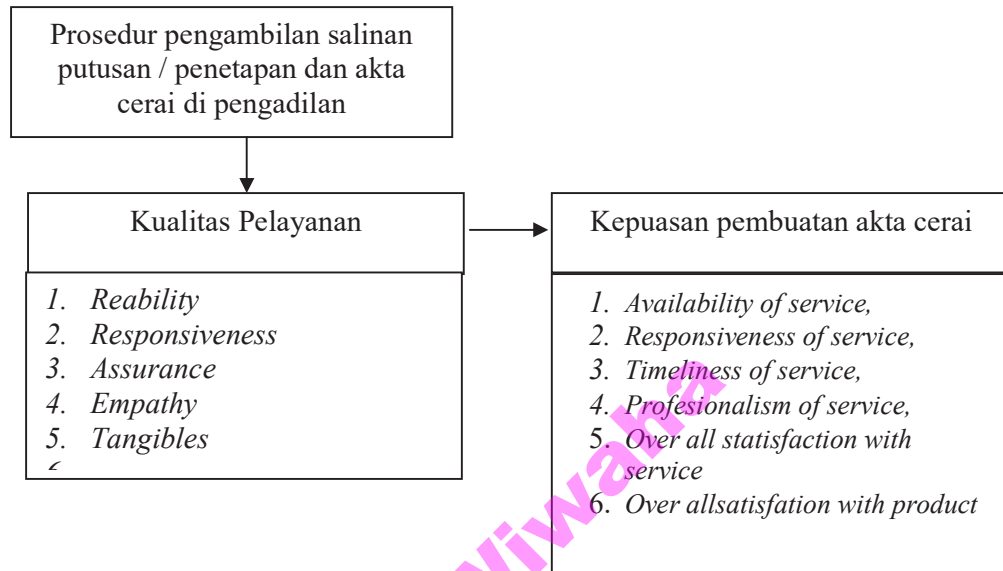 Prosedur pengambilan salinan
putusan / penetapan dan akta
cerai di pengadilan
Kualitas Pelayanan
1. Reability
2. Responsiveness
3. Assurance
4. Empathy
5. Tangibles
Kepuasan pembuatan akta cerai
1. Availability of service,
2. Responsiveness of service,
3. Timeliness of service,
4. Profesionalism of service,
5. Over all statisfaction with
service
6. Over allsatisfation with product
Wiwaha